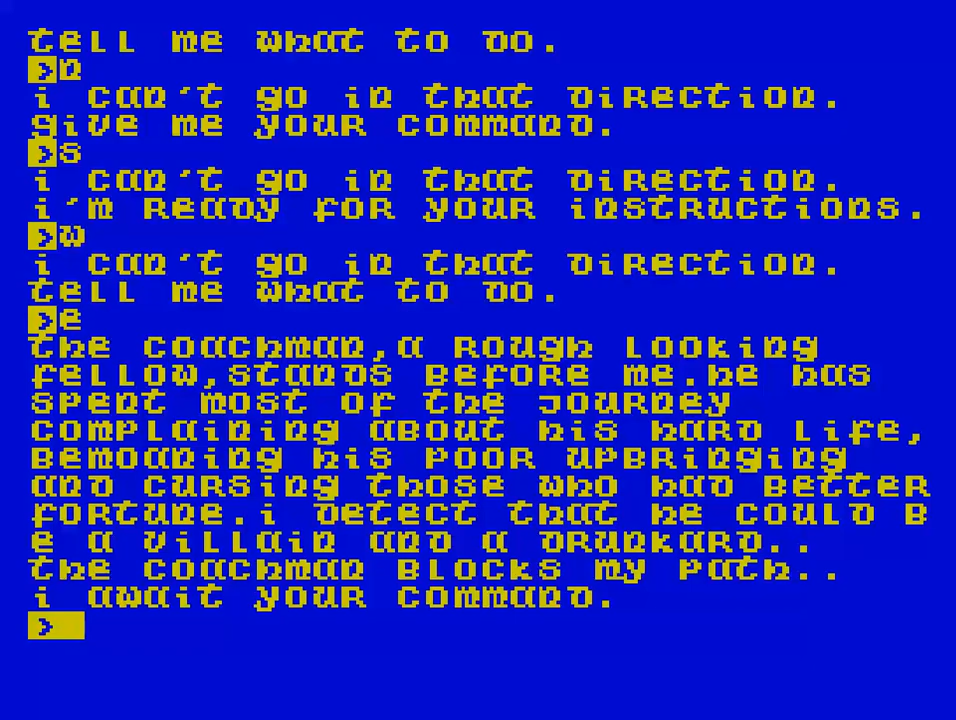 tell me what to do.
>n
i can't go in that direction.
give me your command.
>s
i can't go in that direction.
i'm ready for your instructions.
>w
i can't go in that direction.
tell me what to do.
>e
the coachman,a rough looking
fellow,stands before me.he has
spent most of the journey
complaining about his hard life,
bemoaning his poor upbringing
and cursing those who had better
fortune.i detect that he could b
e a villain and a drunkard..
the coachman blocks my path..
i await your command.
>